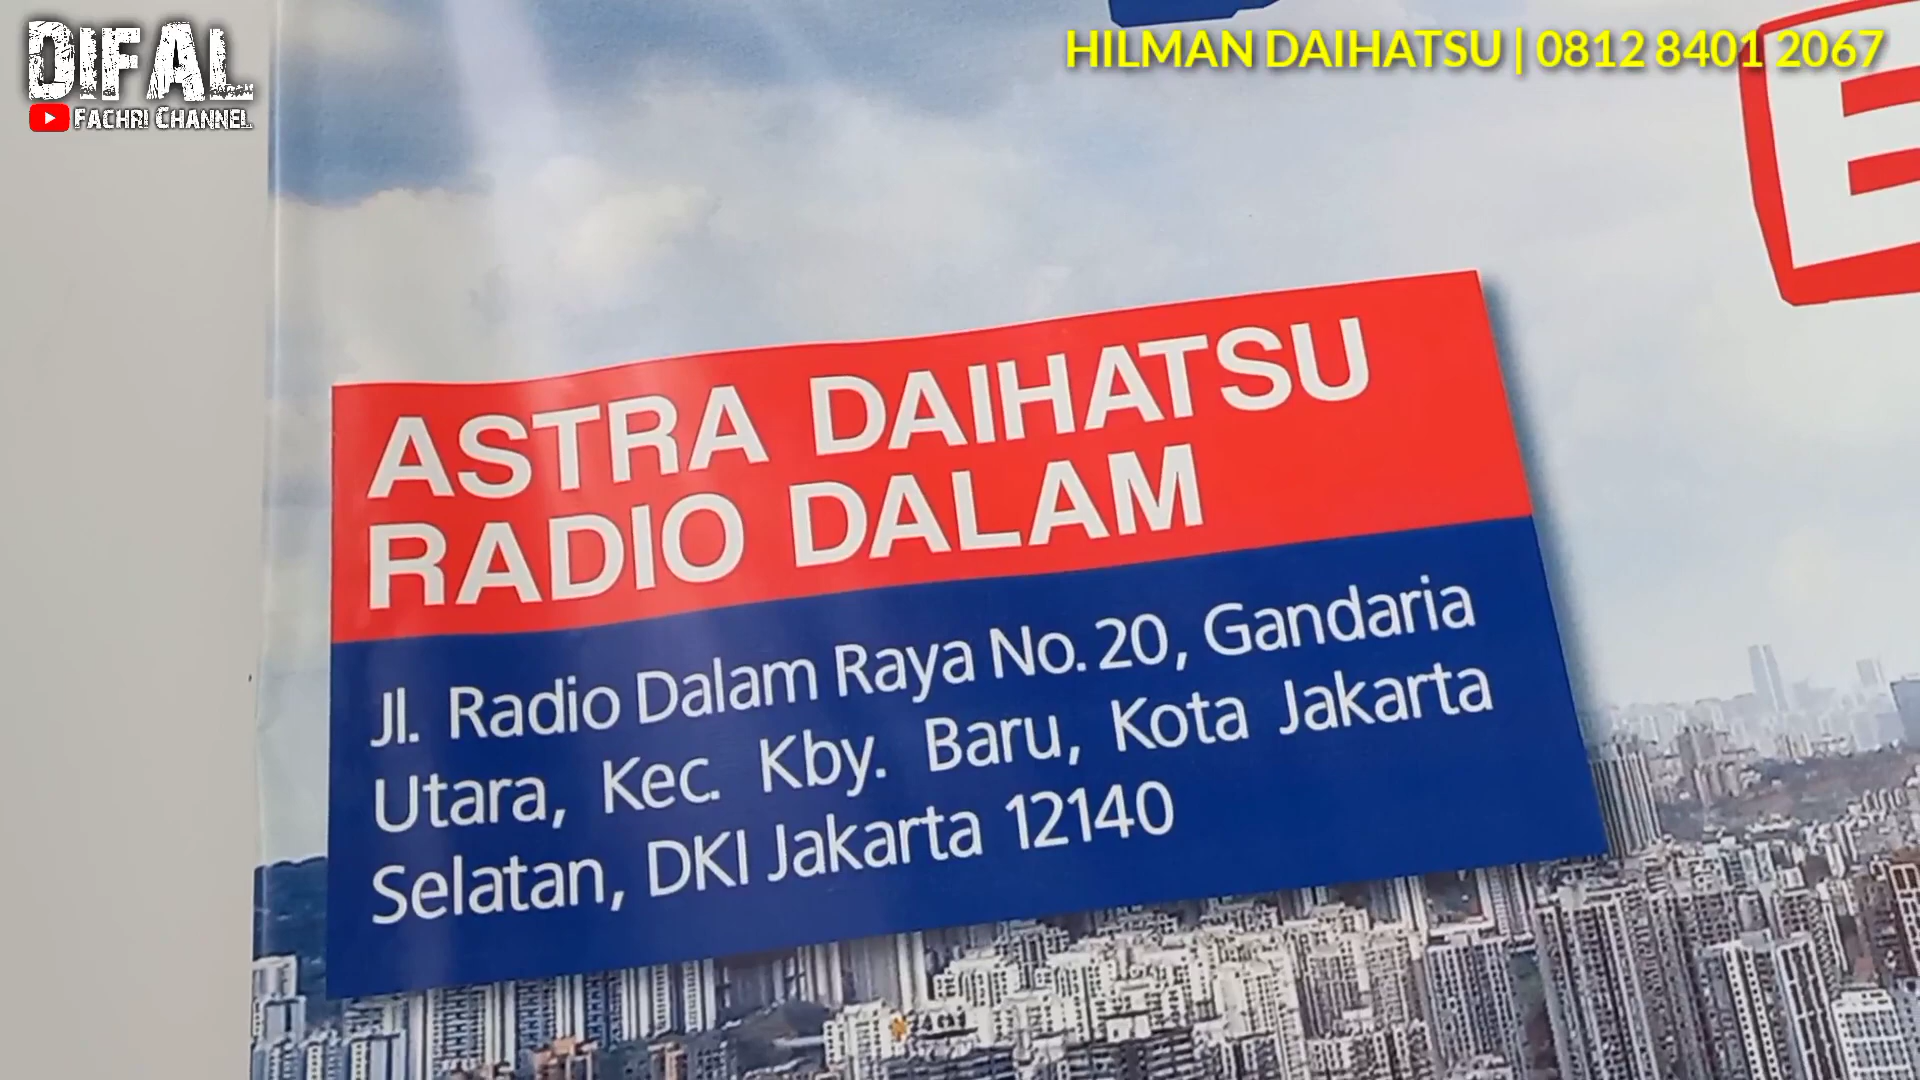 DIFAL
FACHRI CHANNEL
HILMAN DAIHATSU | 0812 8401 2067
E
ASTRA DAIHATSU
RADIO DALAM
Jl. Radio Dalam Raya No. 20, Gandaria
Utara, Kec. Kby. Baru, Kota Jakarta
Selatan, DKI Jakarta 12140